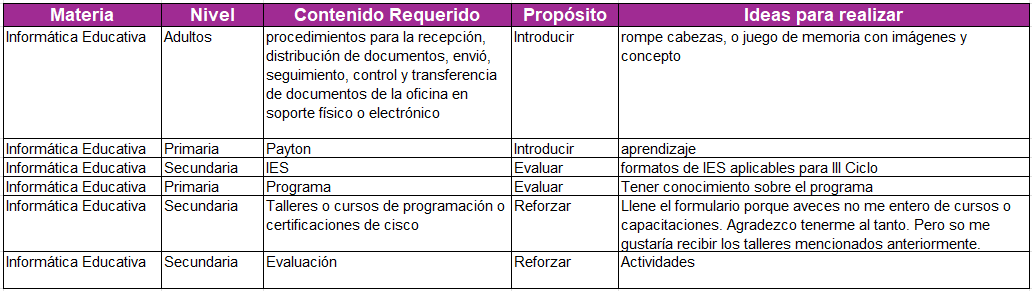 Materia Nivel Contenido Requerido Propósito Ideas para realizar
Informática Educativa Adultos procedimientos para la recepción, Introducir rompe cabezas, o juego de memoria con imágenes y
distribución de documentos, envió, concepto
seguimiento, control y transferencia
de documentos de la oficina en
soporte físico o electrónico
Informática Educativa Primaria Payton Introducir aprendizaje
Informática Educativa Secundaria IES Evaluar formatos de IES aplicables para III Ciclo
Informática Educativa Primaria Programa Evaluar Tener conocimiento sobre el programa
Informática Educativa Secundaria Talleres o cursos de programación o Reforzar Llene el formulario porque aveces no me entero de cursos o
certificaciones de cisco capacitaciones. Agradezco tenerme al tanto. Pero so me
gustaría recibir los talleres mencionados anteriormente.
Informática Educativa Secundaria Evaluación Reforzar Actividades